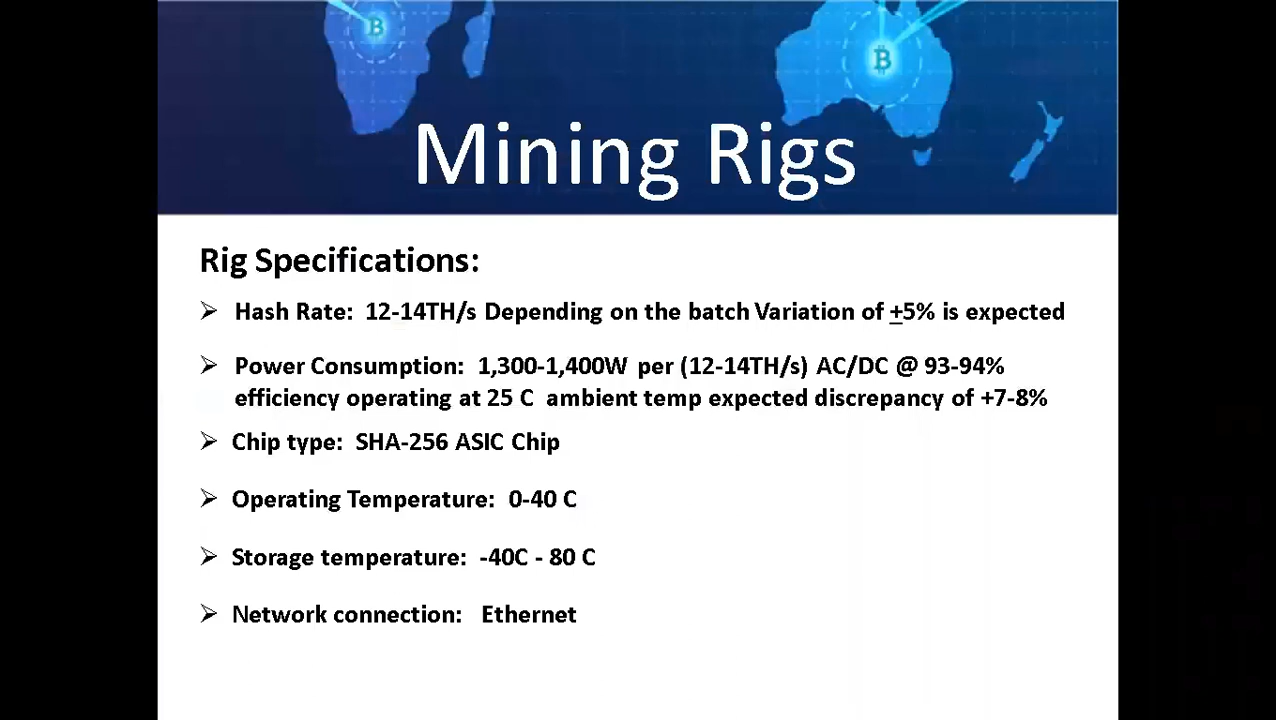 Mining Rigs
Rig Specifications:
➢ Hash Rate: 12-14TH/s Depending on the batch Variation of ±5% is expected
➢ Power Consumption: 1,300-1,400W per (12-14TH/s) AC/DC @ 93-94%
efficiency operating at 25 C ambient temp expected discrepancy of +7-8%
➢ Chip type: SHA-256 ASIC Chip
➢ Operating Temperature: 0-40 C
➢ Storage temperature: -40C - 80 C
➢ Network connection: Ethernet